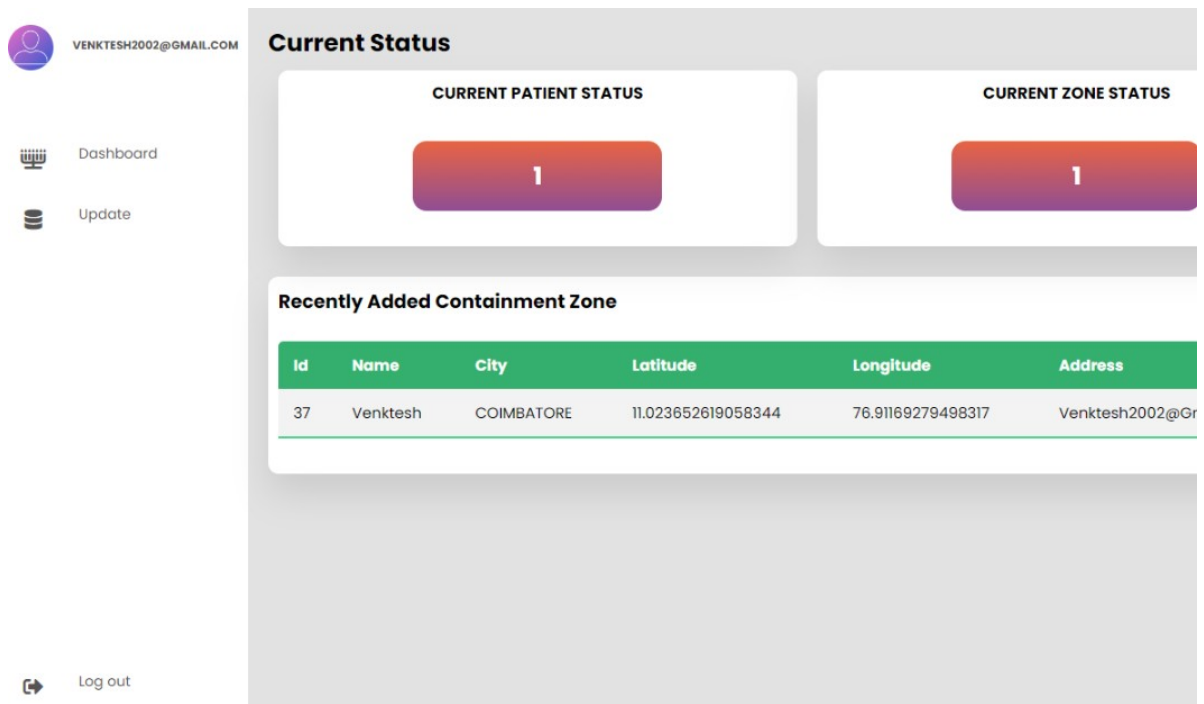 VENKTESH2002@GMAIL.COM
Dashboard
Update
Log out
Current Status
CURRENT PATIENT STATUS
1
CURRENT ZONE STATUS
1
Recently Added Containment Zone
Id Name City Latitude Longitude Address
37 Venktesh COIMBATORE 11.023652619058344 76.91169279498317 Venktesh2002@G